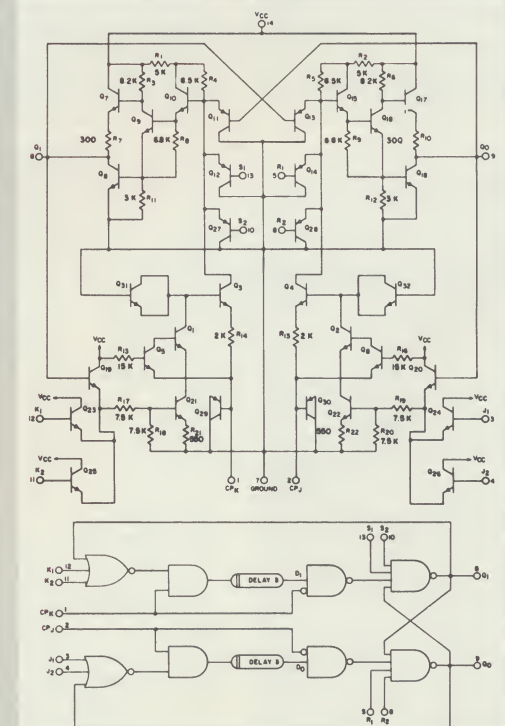 VCC
14
R1
5K
R2
5K
8.2K R3
6.5K R4
R5 6.5K
8.2K R6
Q7
Q10
Q15
Q17
Q9
Q11
Q13
Q16
300 R7
6.8K R8
R9
300
R10
Q1
6
Q0
9
Q8
Q18
3K
R11
Q12
S1
13
R1
5
Q14
R12
3K
Q27
S2
10
R2
8
Q28
Q31
Q3
Q4
Q32
Q1
Q2
2K R14
R13 2K
VCC
R15
15K
Q5
R16
15K
VCC
Q19
Q20
VCC
Q23
K1
12
R17
7.5K
7.5K R18
Q21
R21
550
Q29
Q30
550
Q22
R22
R20
7.5K
R19
7.5K
Q24
VCC
J1
3
VCC
K2
11
Q25
VCC
Q26
J2
4
1
CPK
7
GROUND
2
CPJ
K1 12
K2 11
S1
13
S2
10
DELAY B
D1
6
Q1
CPK 1
CPJ 2
J1 3
J2 4
DELAY B
D0
9
Q0
5
R1
8
R2